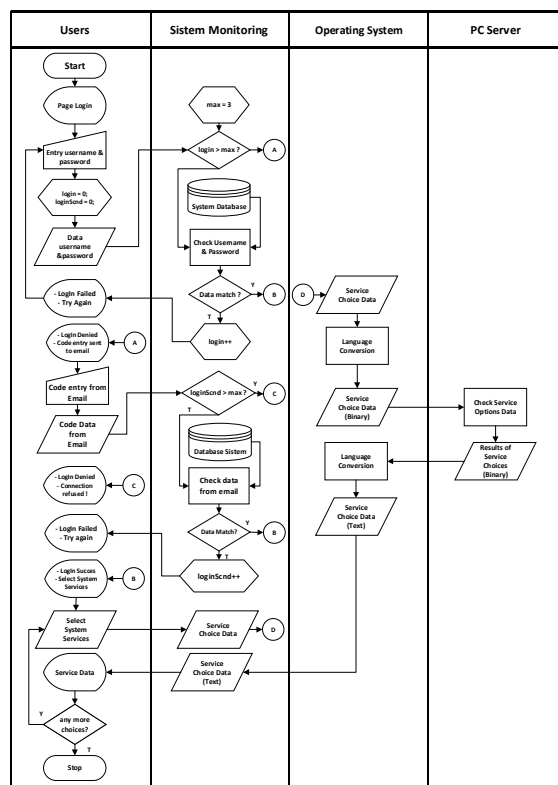 Users
Sistem Monitoring
Operating System
PC Server
Start
Page Login
max = 3
Entry username &
password
login > max ?
A
login = 0;
loginScnd = 0;
System Database
Data
username
&password
Check Username
& Password
- LogIn Failed
- Try Again
Data match ?
Y
B
T
D
Service
Choice Data
login++
- LogIn Denied
- Code entry sent
to email
A
Language
Conversion
Code entry from
Email
loginScnd > max ?
Y
C
T
Service
Choice Data
(Binary)
Check Service
Options Data
Code Data
from
Email
Database Sistem
Language
Conversion
Results of
Service
Choices
(Binary)
- LogIn Denied
- Connection
refused !
C
Check data
from email
Service
Choice Data
(Text)
- LogIn Failed
- Try again
Data Match?
Y
B
T
- LogIn Succes
- Select System
Services
B
loginScnd++
Select
System
Services
Service
Choice Data
D
Service Data
Service
Choice Data
(Text)
Y
any more
choices?
T
Stop